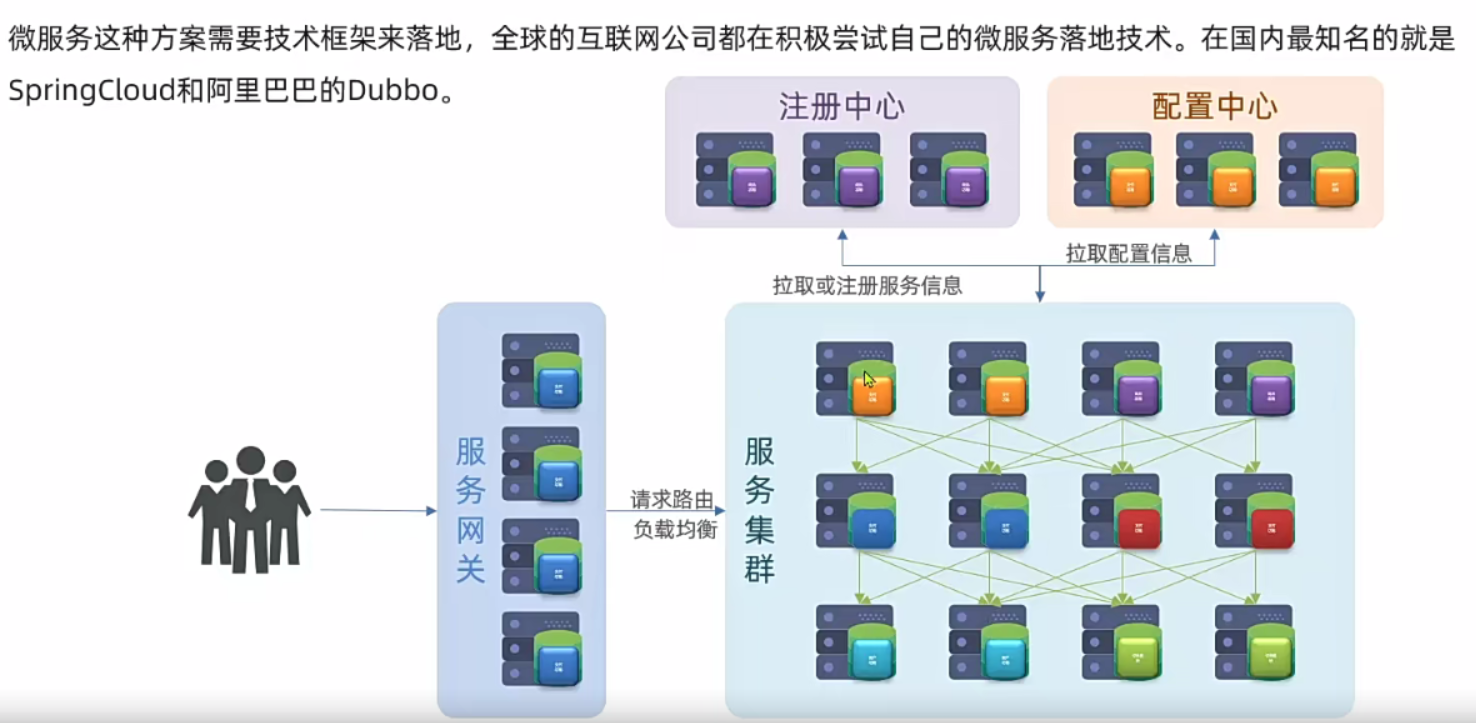 微服务这种方案需要技术框架来落地，全球的互联网公司都在积极尝试自己的微服务落地技术。在国内最知名的就是
SpringCloud和阿里巴巴的Dubbo。
注册中心
配置中心
拉取配置信息
拉取或注册服务信息
服务网关
请求路由
负载均衡
服务集群